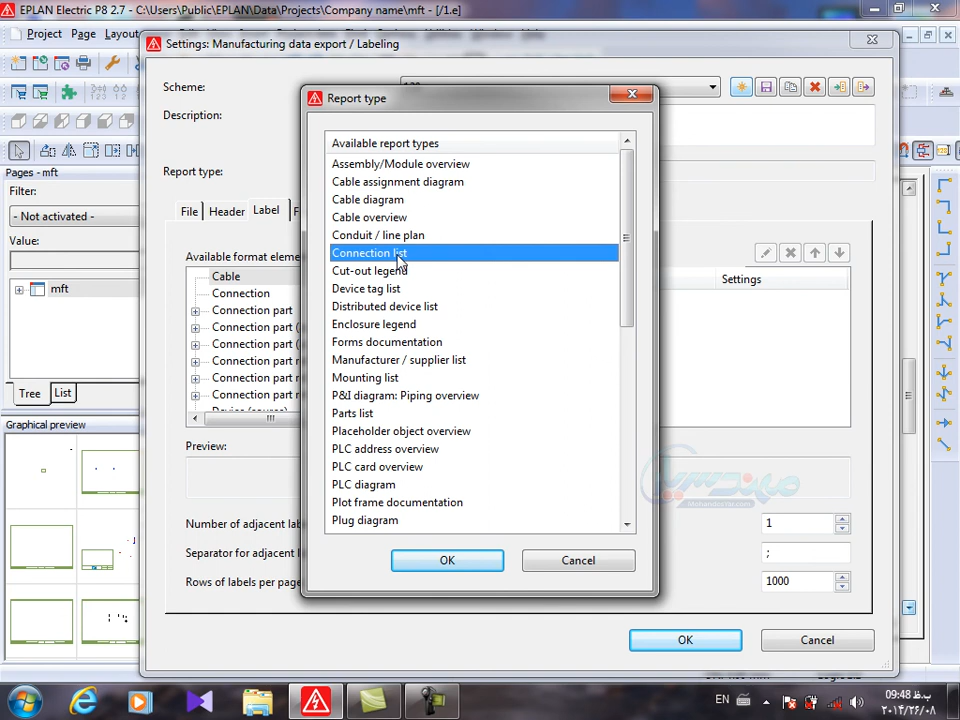 EPLAN Electric P8 2.7 - C:\Users\Public\EPLAN\Data\Projects\Company name\mft - [/1.e]
Project Page
Settings: Manufacturing data export / Labeling
Scheme:
Description:
Report type:
File Header Label
Available format eleme
Cable
Connection
Connection part
Connection part (
Connection part (
Connection part r
Connection part r
Connection part r
Settings
Preview:
Number of adjacent lab
1
Separator for adjacent l
;
Rows of labels per page
1000
OK
Cancel
Report type
Available report types
Assembly/Module overview
Cable assignment diagram
Cable diagram
Cable overview
Conduit / line plan
Connection list
Cut-out legend
Device tag list
Distributed device list
Enclosure legend
Forms documentation
Manufacturer / supplier list
Mounting list
P&I diagram: Piping overview
Parts list
Placeholder object overview
PLC address overview
PLC card overview
PLC diagram
Plot frame documentation
Plug diagram
OK
Cancel
Pages - mft
Filter:
- Not activated -
Value:
mft
Tree
List
Graphical preview
Mohandesyar.com
EN
09:48 ب.ظ
۲۰۱۴/۲۶/۰۸